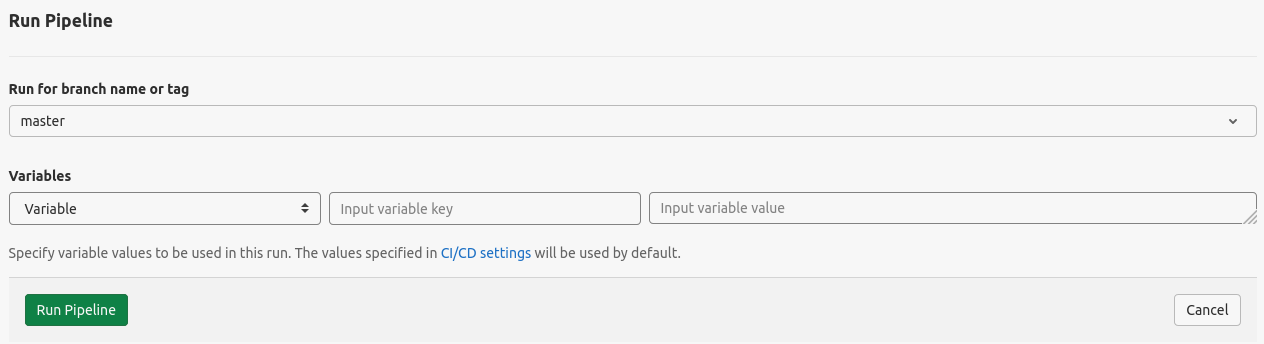 Run Pipeline
Run for branch name or tag
master
Variables
Variable Input variable key Input variable value
Specify variable values to be used in this run. The values specified in CI/CD settings will be used by default.
Run Pipeline Cancel